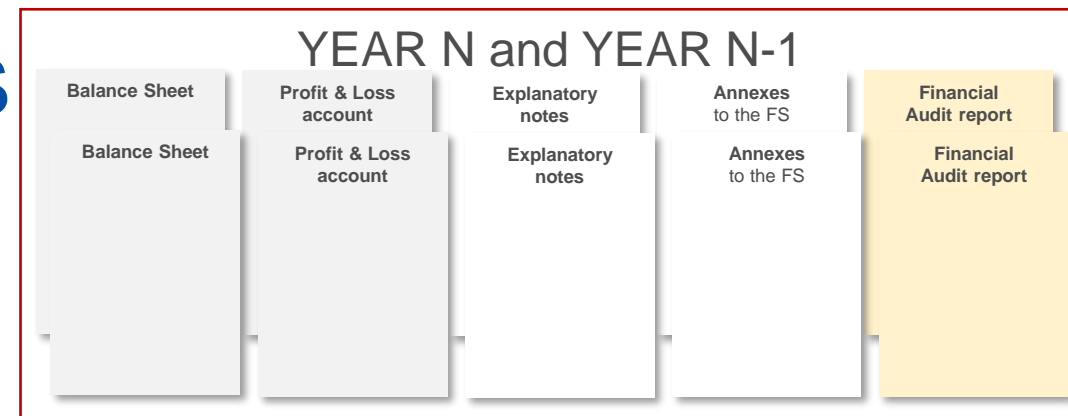 YEAR N and YEAR N-1
S
Balance Sheet
Profit & Loss
account
Explanatory
notes
Annexes
to the FS
Financial
Audit report
Balance Sheet
Profit & Loss
account
Explanatory
notes
Annexes
to the FS
Financial
Audit report